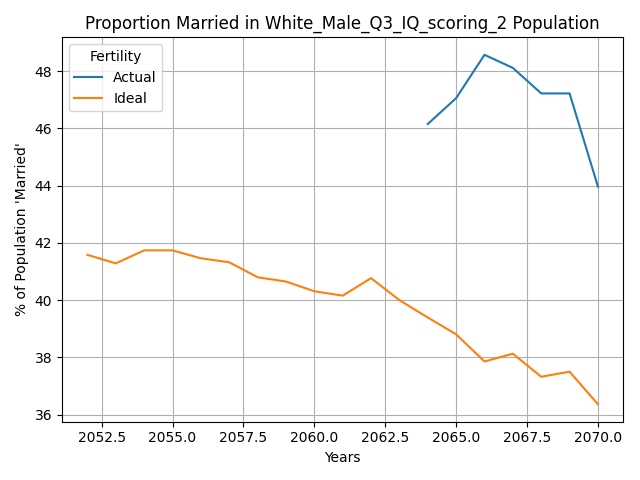 Proportion Married in White_Male_Q3_IQ_scoring_2 Population
Fertility
Actual
Ideal
% of Population 'Married'
48
46
44
42
40
38
36
2052.5
2055.0
2057.5
2060.0
2062.5
2065.0
2067.5
2070.0
Years